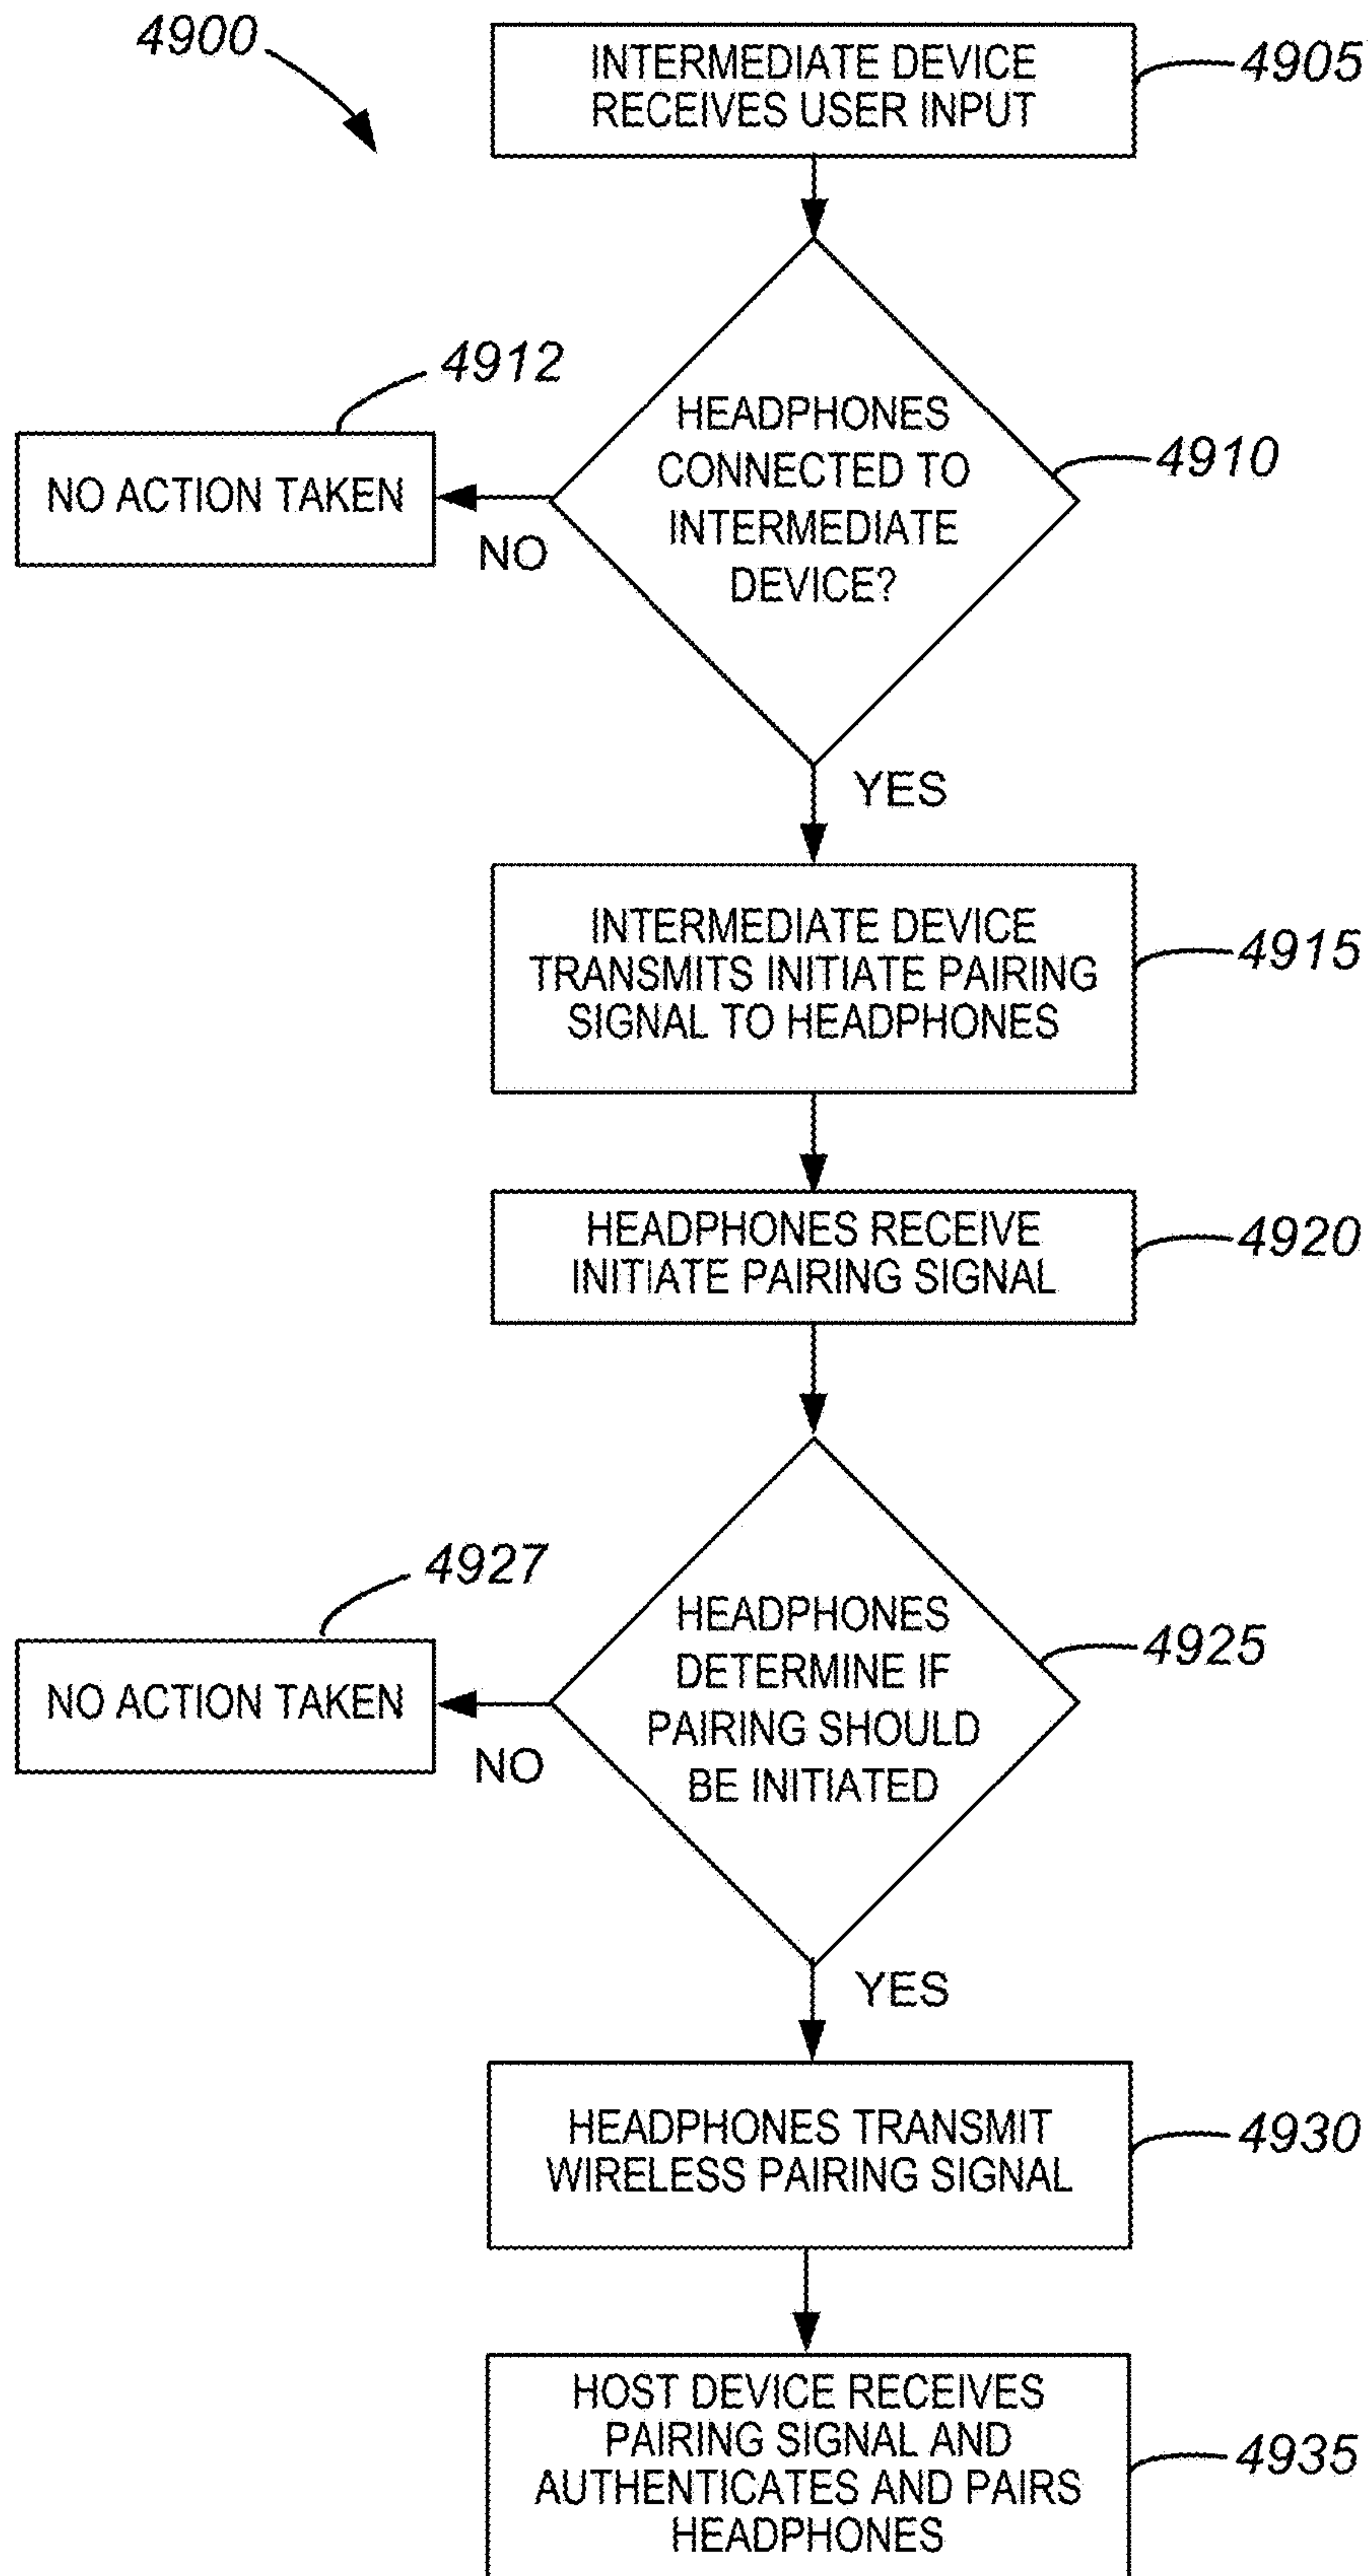 4900
INTERMEDIATE DEVICE
RECEIVES USER INPUT
4905
4912
HEADPHONES
CONNECTED TO
INTERMEDIATE
DEVICE?
4910
NO ACTION TAKEN
NO
YES
INTERMEDIATE DEVICE
TRANSMITS INITIATE PAIRING
SIGNAL TO HEADPHONES
4915
HEADPHONES RECEIVE
INITIATE PAIRING SIGNAL
4920
4927
HEADPHONES
DETERMINE IF
PAIRING SHOULD
BE INITIATED
4925
NO ACTION TAKEN
NO
YES
HEADPHONES TRANSMIT
WIRELESS PAIRING SIGNAL
4930
HOST DEVICE RECEIVES
PAIRING SIGNAL AND
AUTHENTICATES AND PAIRS
HEADPHONES
4935